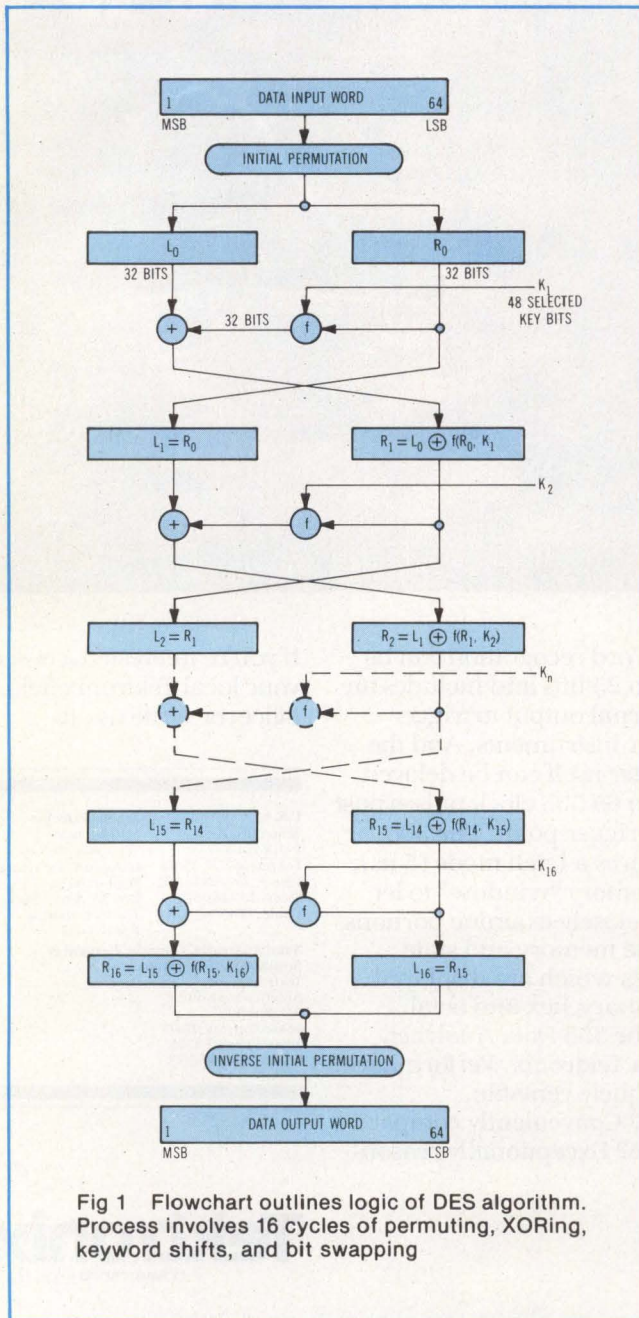 1 DATA INPUT WORD 64
MSB LSB
INITIAL PERMUTATION
L0 R0
32 BITS 32 BITS
K1
48 SELECTED
KEY BITS
+ 32 BITS f
L1 = R0 R1 = L0 ⊕ f(R0, K1
K2
+ f
L2 = R1 R2 = L1 ⊕ f(R1, K2)
Kn
+ f
L15 = R14 R15 = L14 ⊕ f(R14, K15)
K16
+ f
R16 = L15 ⊕ f(R15, K16) L16 = R15
INVERSE INITIAL PERMUTATION
1 DATA OUTPUT WORD 64
MSB LSB
Fig 1 Flowchart outlines logic of DES algorithm.
Process involves 16 cycles of permuting, XORing,
keyword shifts, and bit swapping